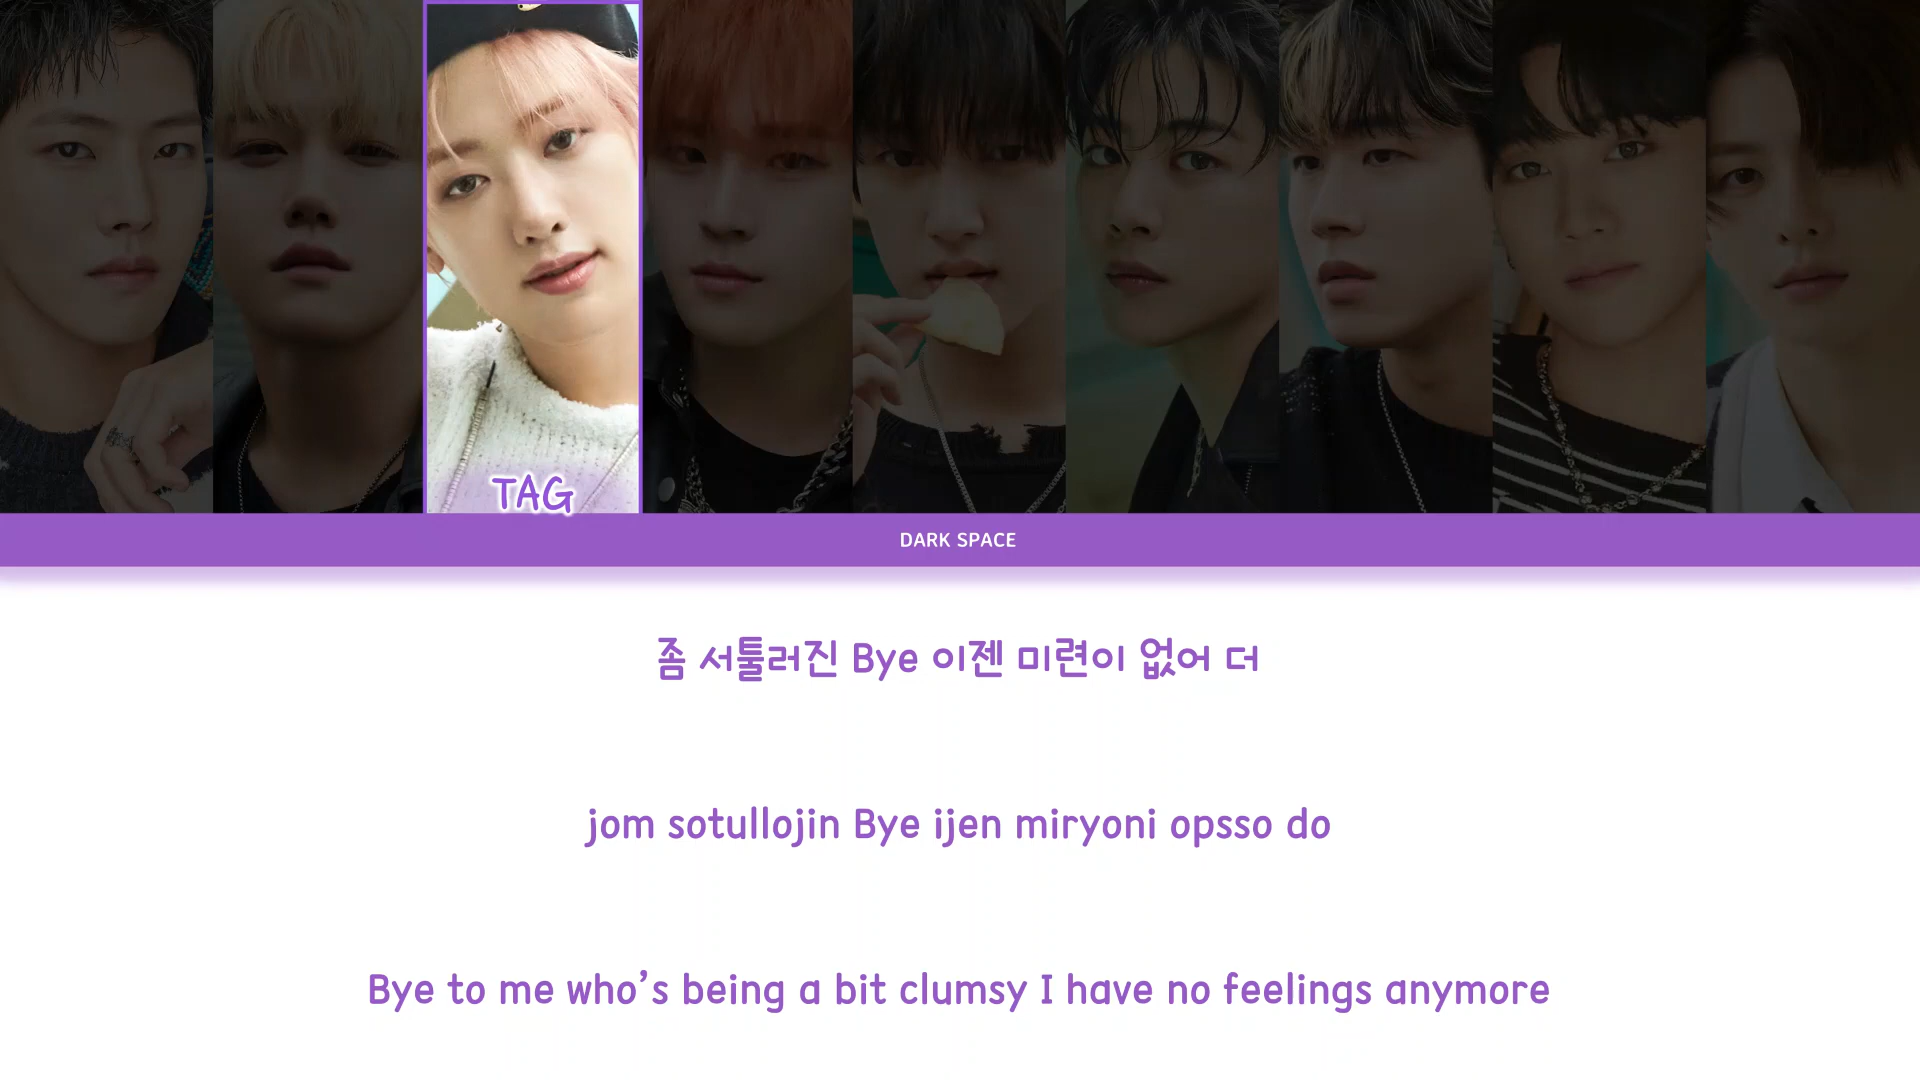 TAG
DARK SPACE
좀 서툴러진 Bye 이젠 미련이 없어 더
jom sotullojin Bye ijen miryoni opsso do
Bye to me who’s being a bit clumsy I have no feelings anymore